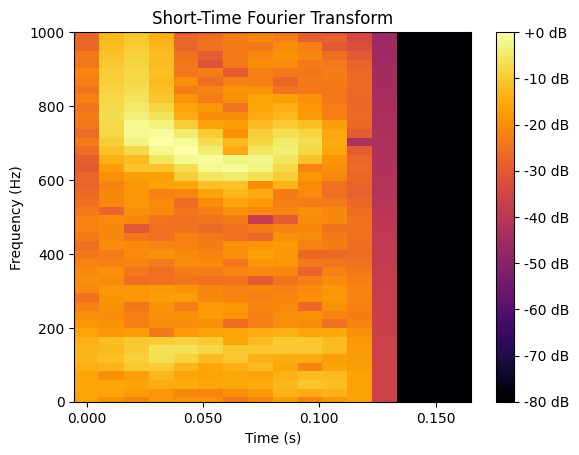 Short-Time Fourier Transform
Frequency (Hz)
1000
800
600
400
200
0
0.000 0.050 0.100 0.150
Time (s)
+0 dB
-10 dB
-20 dB
-30 dB
-40 dB
-50 dB
-60 dB
-70 dB
-80 dB